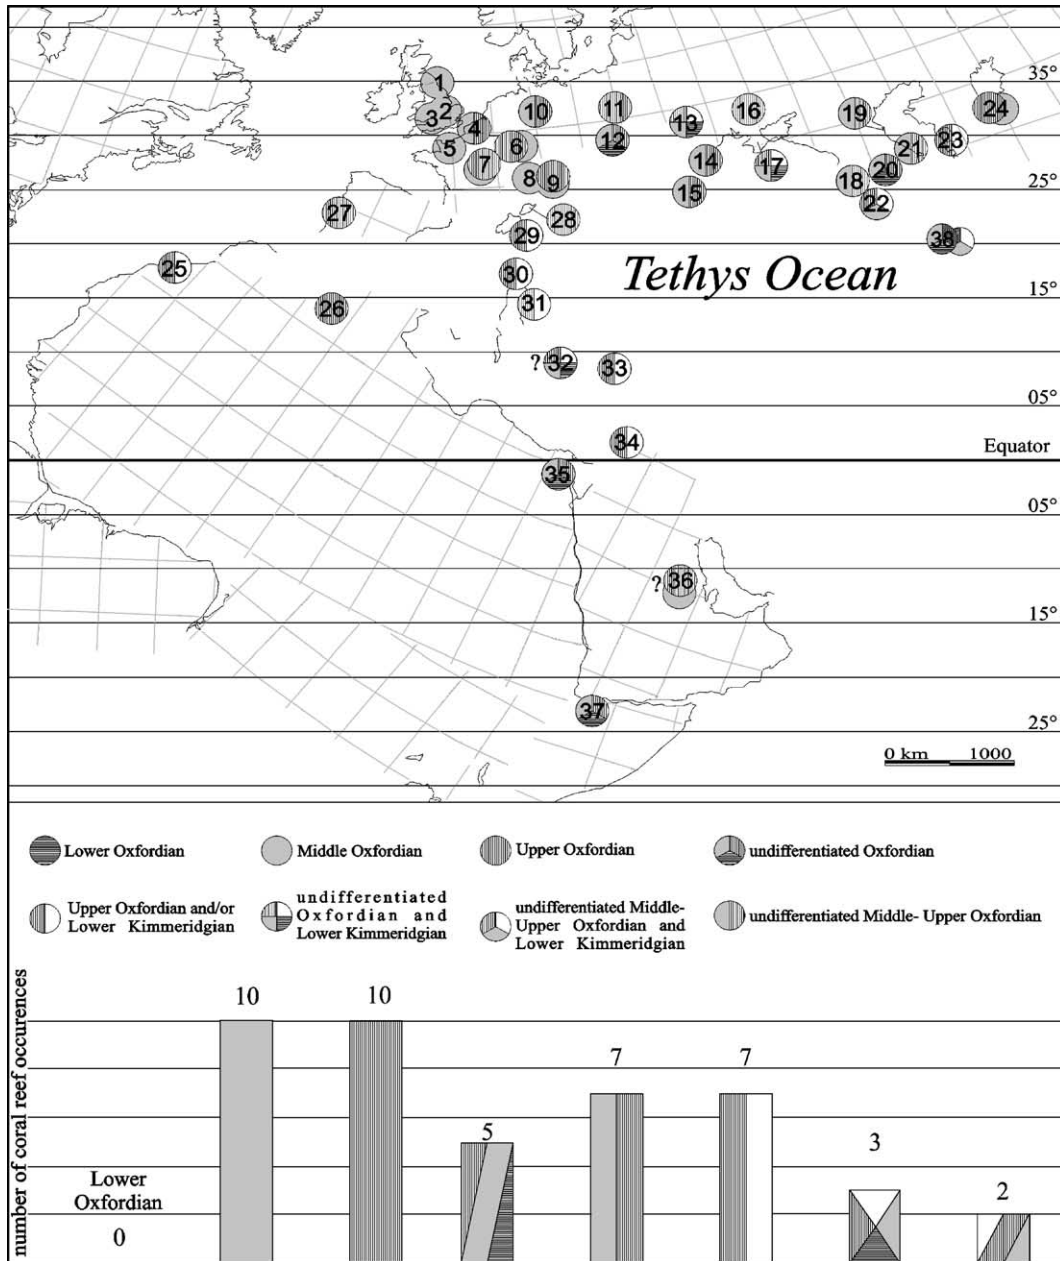 1
35°
2
3
4
5
6
7
8
9
10
11
12
13
14
15
16
17
18
19
20
21
22
23
24
25°
25
26
27
28
29
30
31
38
Tethys Ocean
15°
? 32
33
05°
34
Equator
35
05°
? 36
15°
37
25°
0 km 1000
Lower Oxfordian
Middle Oxfordian
Upper Oxfordian
undifferentiated Oxfordian
Upper Oxfordian and/or
Lower Kimmeridgian
undifferentiated
Oxfordian and
Lower Kimmeridgian
undifferentiated Middle-
Upper Oxfordian and
Lower Kimmeridgian
undifferentiated Middle- Upper Oxfordian
number of coral reef occurences
Lower
Oxfordian
0
10
10
5
7
7
3
2